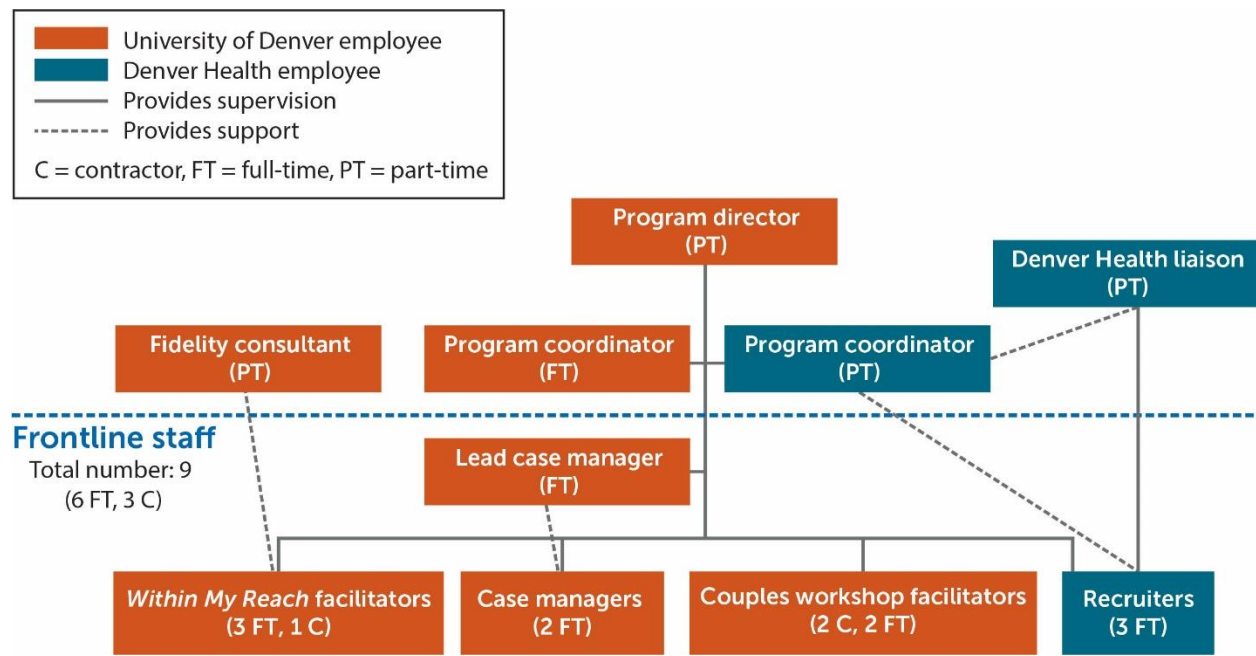 University of Denver employee
Denver Health employee
Provides supervision
Provides support
C = contractor, FT = full-time, PT = part-time
Program director
(PT)
Denver Health liaison
(PT)
Fidelity consultant
(PT)
Program coordinator
(FT)
Program coordinator
(PT)
Frontline staff
Total number: 9
(6 FT, 3 C)
Lead case manager
(FT)
Within My Reach facilitators
(3 FT, 1 C)
Case managers
(2 FT)
Couples workshop facilitators
(2 C, 2 FT)
Recruiters
(3 FT)